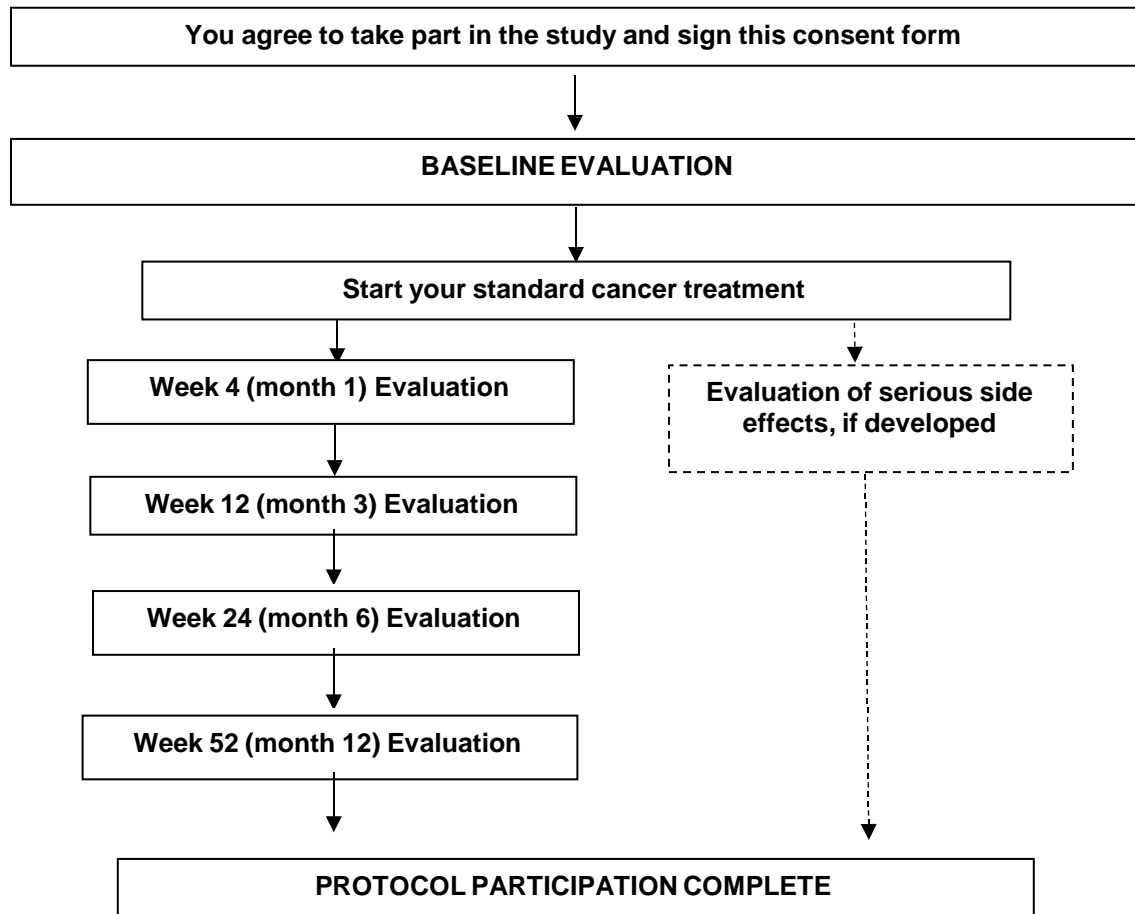 You agree to take part in the study and sign this consent form
BASELINE EVALUATION
Start your standard cancer treatment
Week 4 (month 1) Evaluation
Evaluation of serious side
effects, if developed
Week 12 (month 3) Evaluation
Week 24 (month 6) Evaluation
Week 52 (month 12) Evaluation
PROTOCOL PARTICIPATION COMPLETE